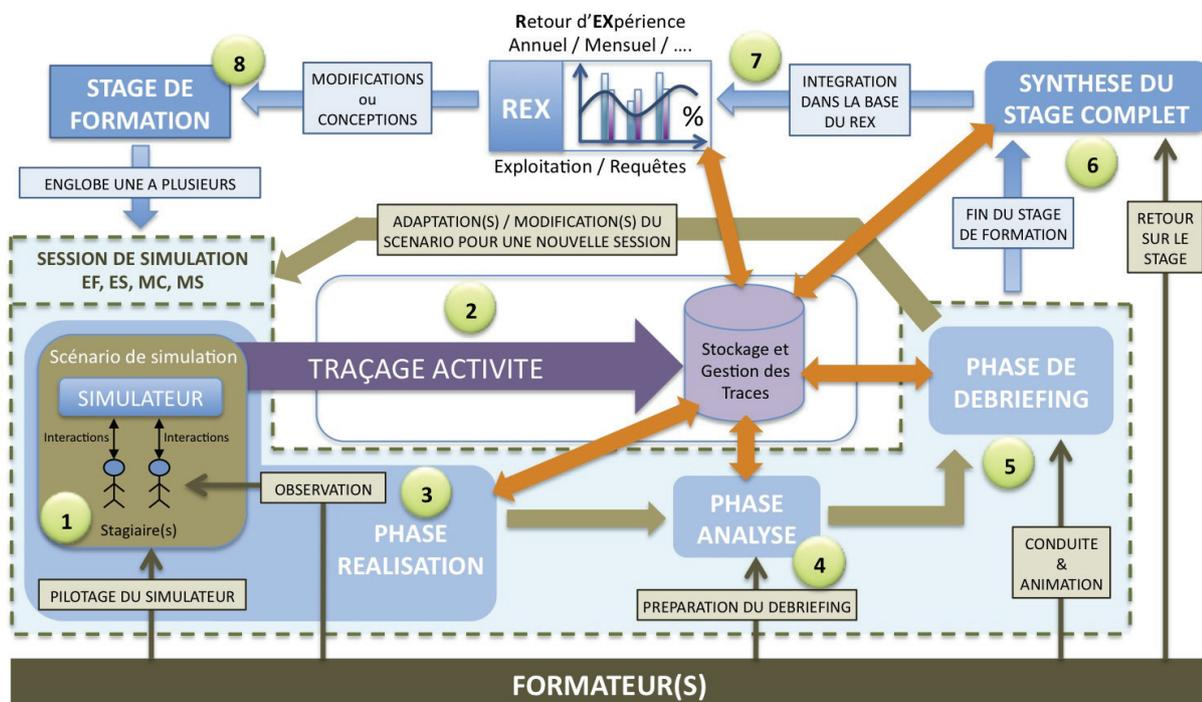 Retour d'EXpérience
Annuel / Mensuel / ....
8
7
STAGE DE
FORMATION
MODIFICATIONS
ou
CONCEPTIONS
REX
%
INTEGRATION
DANS LA BASE
DU REX
SYNTHESE DU
STAGE COMPLET
Exploitation / Requêtes
6
ENGLOBE UNE A PLUSIEURS
ADAPTATION(S) / MODIFICATION(S) DU
SCENARIO POUR UNE NOUVELLE SESSION
FIN DU STAGE
DE FORMATION
RETOUR
SUR LE
STAGE
SESSION DE SIMULATION
EF, ES, MC, MS
2
Scénario de simulation
SIMULATEUR
Interactions
Interactions
Stagiaire(s)
1
TRAÇAGE ACTIVITE
Stockage et
Gestion des
Traces
PHASE DE
DEBRIEFING
5
OBSERVATION
3
PHASE
REALISATION
PHASE
ANALYSE
4
PILOTAGE DU SIMULATEUR
PREPARATION DU DEBRIEFING
CONDUITE
&
ANIMATION
FORMATEUR(S)